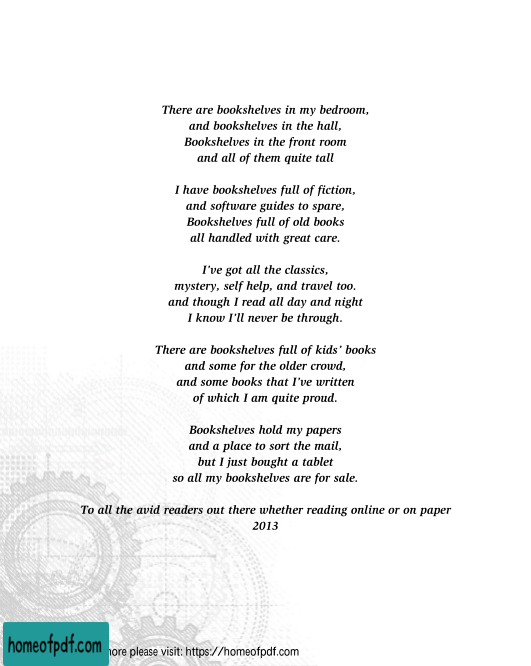 There are bookshelves in my bedroom,
and bookshelves in the hall,
Bookshelves in the front room
and all of them quite tall
I have bookshelves full of fiction,
and software guides to spare,
Bookshelves full of old books
all handled with great care.
I've got all the classics,
mystery, self help, and travel too.
and though I read all day and night
I know I'll never be through.
There are bookshelves full of kids' books
and some for the older crowd,
and some books that I've written
of which I am quite proud.
Bookshelves hold my papers
and a place to sort the mail,
but I just bought a tablet
so all my bookshelves are for sale.
To all the avid readers out there whether reading online or on paper
2013
homeofpdf.com please visit: https://homeofpdf.com